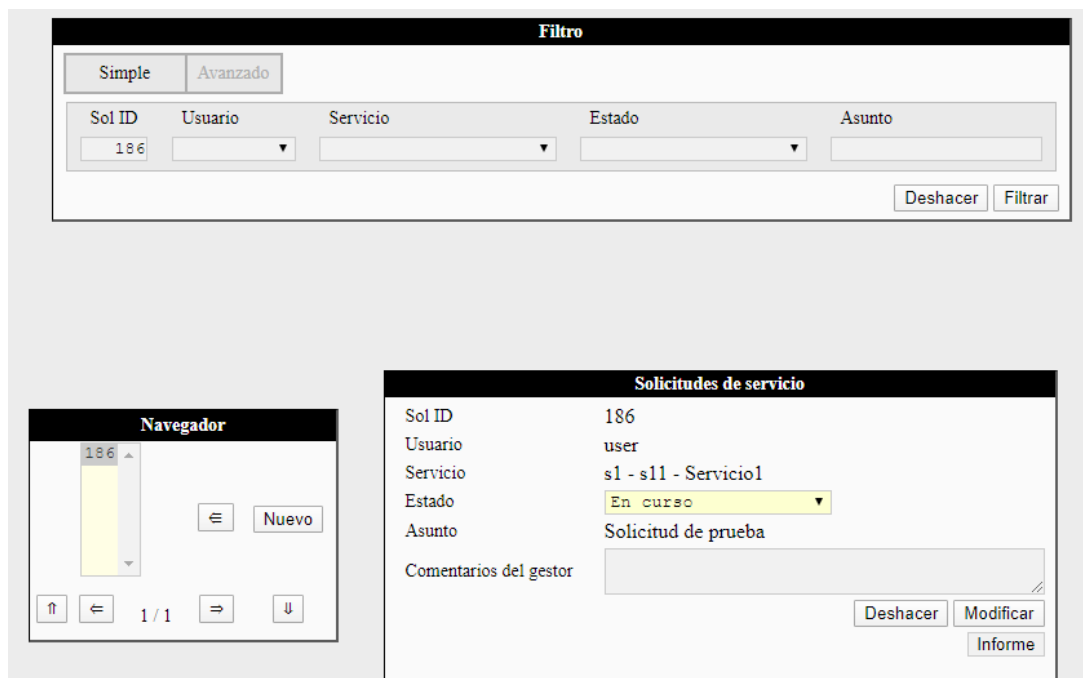 Filtro
Simple Avanzado
Sol ID Usuario Servicio Estado Asunto
186
Deshacer Filtrar
Navegador
186
⇐ Nuevo
⇑ ⇐ 1 / 1 ⇒ ⇓
Solicitudes de servicio
Sol ID 186
Usuario user
Servicio s1 - s11 - Servicio1
Estado En curso
Asunto Solicitud de prueba
Comentarios del gestor
Deshacer Modificar
Informe